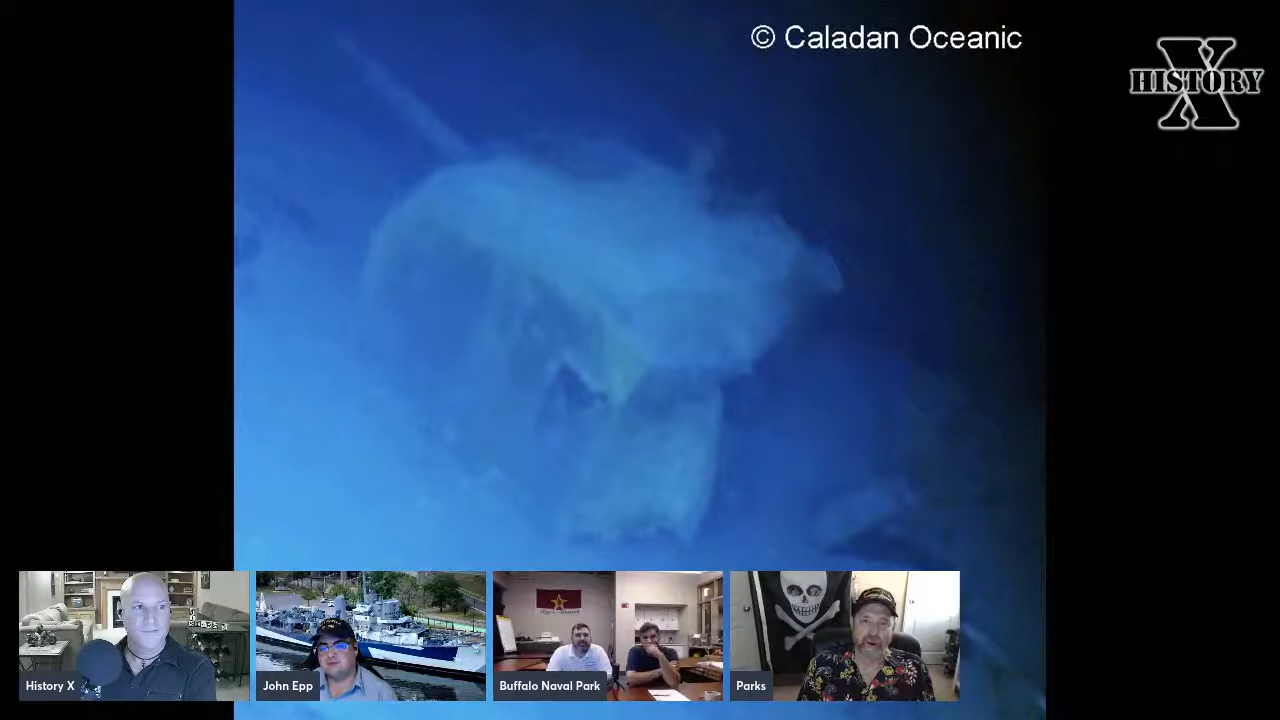 © Caladan Oceanic
HISTORY
X
History X
John Epp
Buffalo Naval Park
Parks